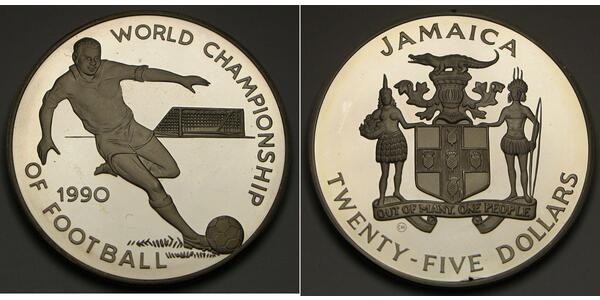 WORLD CHAMPIONSHIP
OF FOOTBALL
1990
JAMAICA
OUT OF MANY, ONE PEOPLE
TWENTY-FIVE DOLLARS